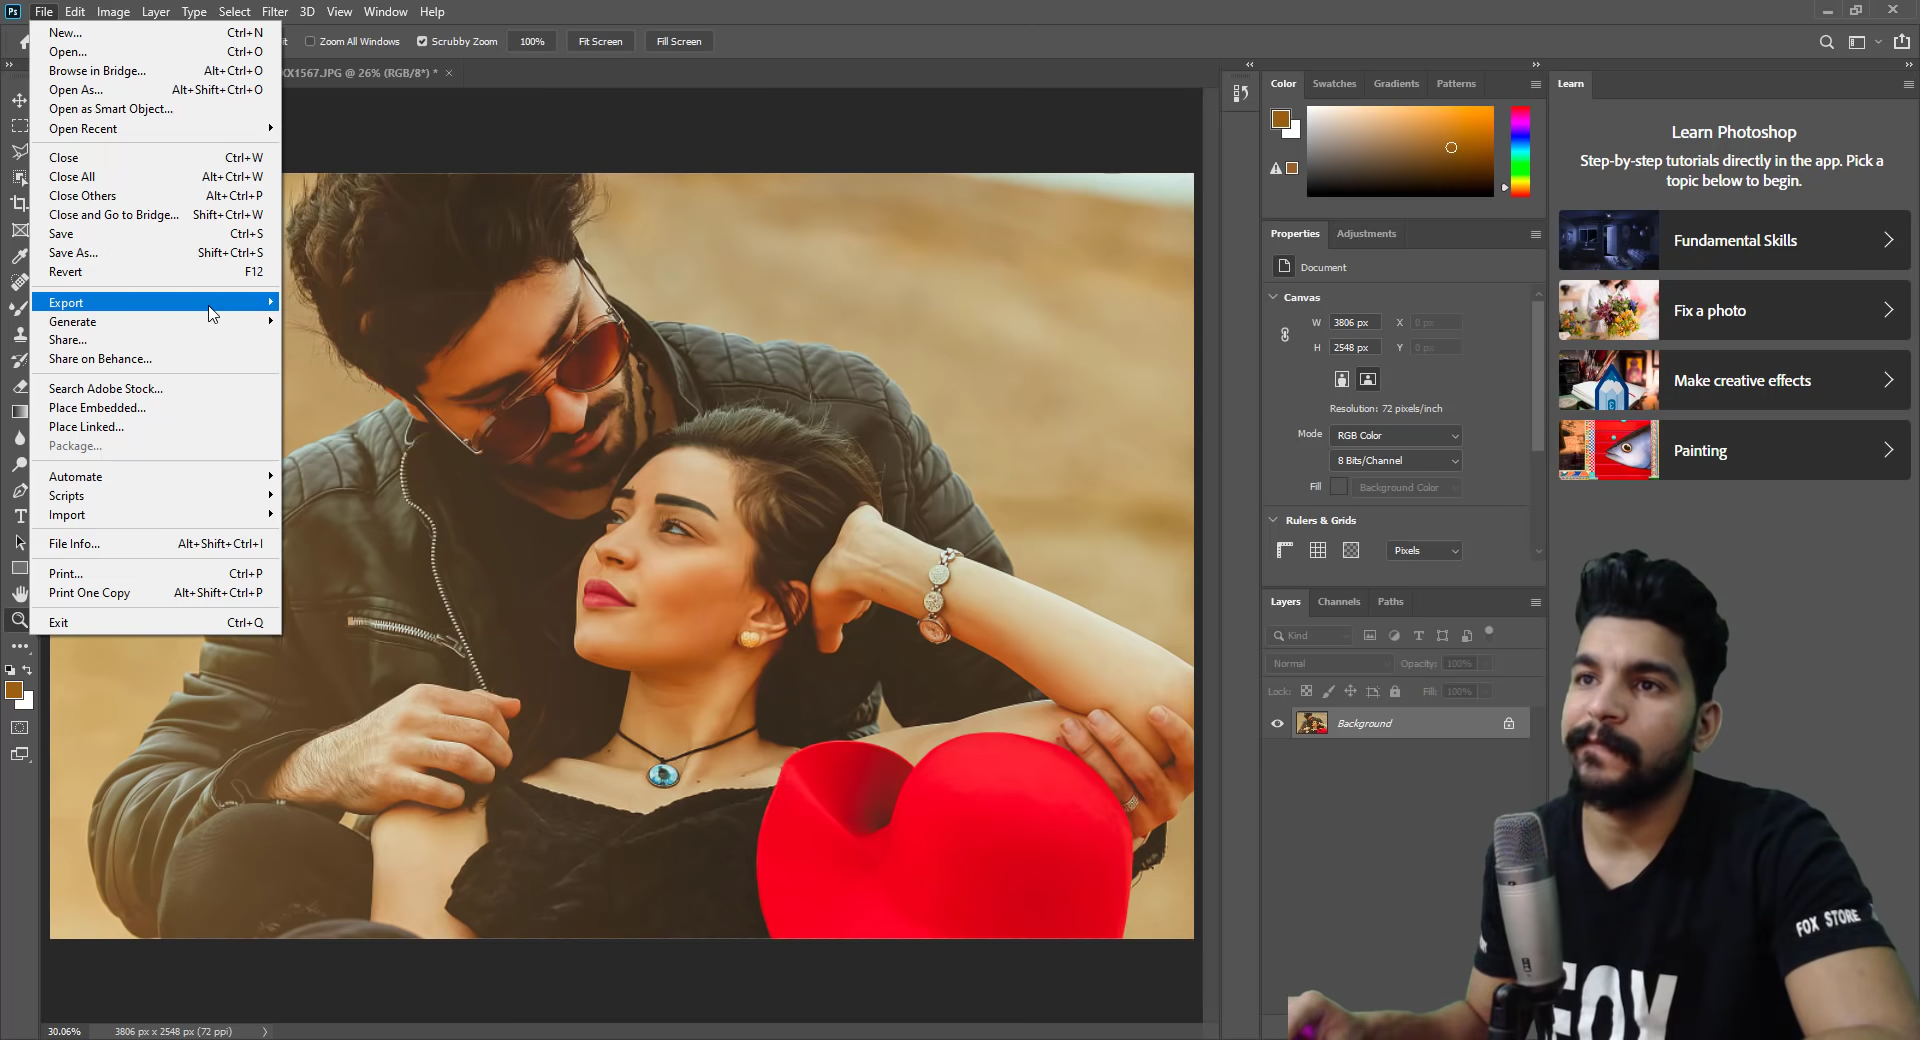 Ps File Edit Image Layer Type Select Filter 3D View Window Help
New... Ctrl+N
Open... Ctrl+O
Browse in Bridge... Alt+Ctrl+O
Open As... Alt+Shift+Ctrl+O
Open as Smart Object...
Open Recent
Close Ctrl+W
Close All Alt+Ctrl+W
Close Others Alt+Ctrl+P
Close and Go to Bridge... Shift+Ctrl+W
Save Ctrl+S
Save As... Shift+Ctrl+S
Revert F12
Export
Generate
Share...
Share on Behance...
Search Adobe Stock...
Place Embedded...
Place Linked...
Package...
Automate
Scripts
Import
File Info... Alt+Shift+Ctrl+I
Print... Ctrl+P
Print One Copy Alt+Shift+Ctrl+P
Exit Ctrl+Q
Zoom All Windows Scrubby Zoom 100% Fit Screen Fill Screen
X1567.JPG @ 26% (RGB/8*) *
30.06% 3806 px x 2548 px (72 ppi)
Color Swatches Gradients Patterns
Properties Adjustments
Document
Canvas
W 3806 px X 0 px
H 2548 px Y 0 px
Resolution: 72 pixels/inch
Mode RGB Color
8 Bits/Channel
Fill Background Color
Rulers & Grids
Pixels
Layers Channels Paths
Kind
Normal Opacity: 100%
Lock: Fill: 100%
Background
Learn
Learn Photoshop
Step-by-step tutorials directly in the app. Pick a
topic below to begin.
Fundamental Skills
Fix a photo
Make creative effects
Painting
FOX STORE
FOX